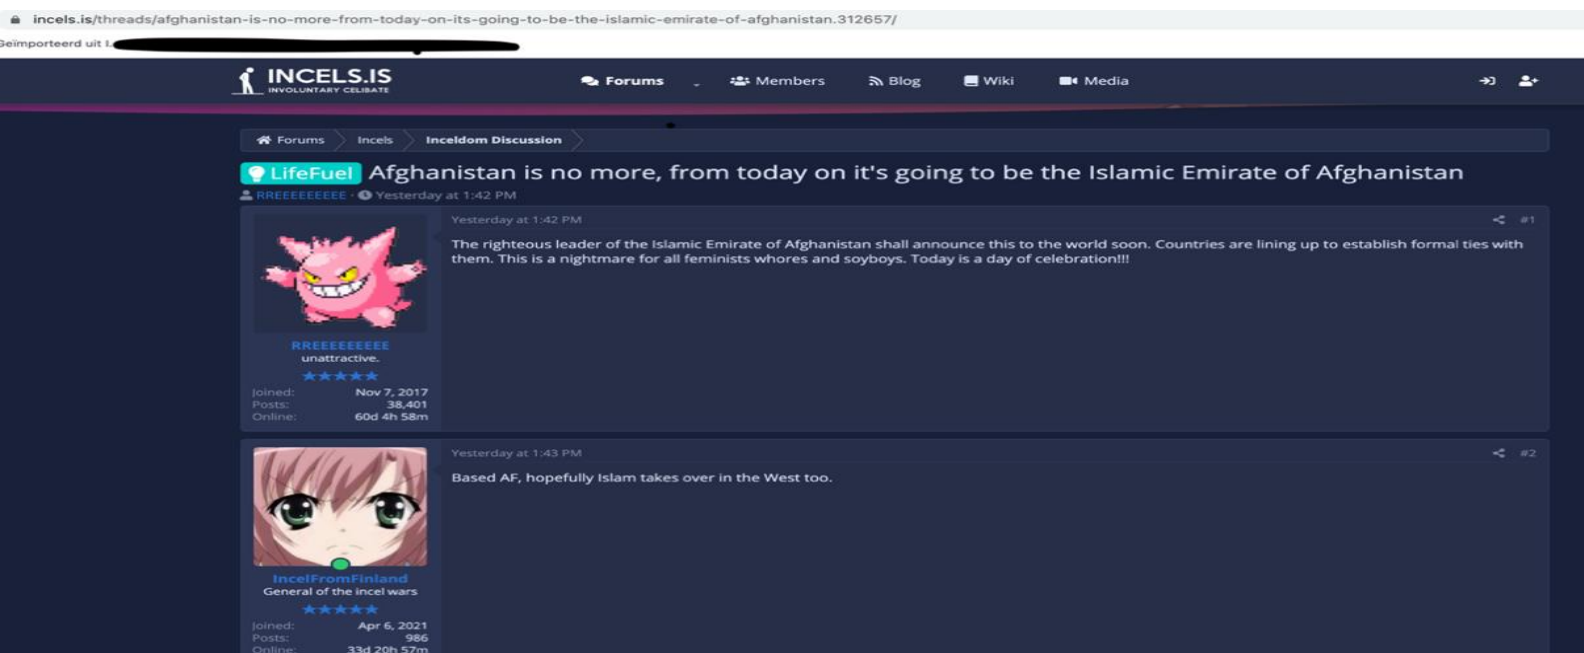 incels.is/threads/afghanistan-is-no-more-from-today-on-its-going-to-be-the-islamic-emirate-of-afghanistan.312657/
Geïmporteerd uit
INCELS.IS
INVOLUNTARY CELIBATE
Forums
Members
Blog
Wiki
Media
Forums
Incels
Inceldom Discussion
LifeFuel Afghanistan is no more, from today on it's going to be the Islamic Emirate of Afghanistan
RREEEEEEEEE · Yesterday at 1:42 PM
Yesterday at 1:42 PM
#1
The righteous leader of the Islamic Emirate of Afghanistan shall announce this to the world soon. Countries are lining up to establish formal ties with
them. This is a nightmare for all feminists whores and soyboys. Today is a day of celebration!!!
RREEEEEEEEE
unattractive.
★★★★★
Joined: Nov 7, 2017
Posts: 38,401
Online: 60d 4h 58m
Yesterday at 1:43 PM
#2
Based AF, hopefully Islam takes over in the West too.
IncelFromFinland
General of the incel wars
★★★★★
Joined: Apr 6, 2021
Posts: 986
Online: 33d 20h 57m